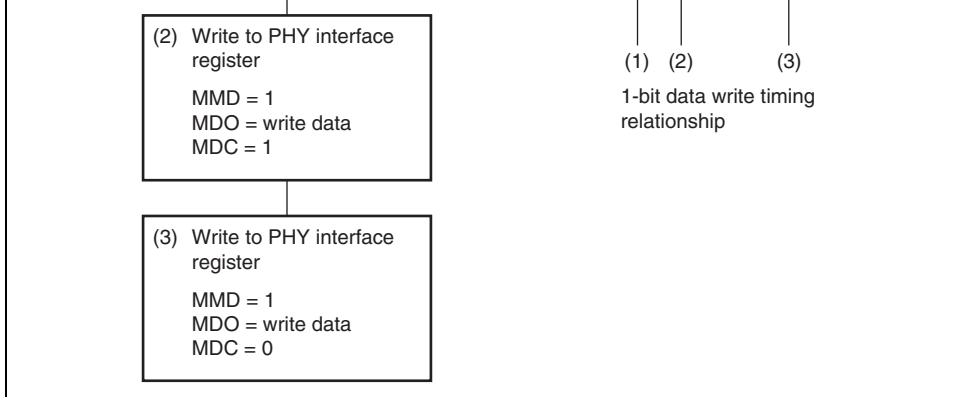 (2) Write to PHY interface
register
MMD = 1
MDO = write data
MDC = 1
(3) Write to PHY interface
register
MMD = 1
MDO = write data
MDC = 0
(1) (2) (3)
1-bit data write timing
relationship